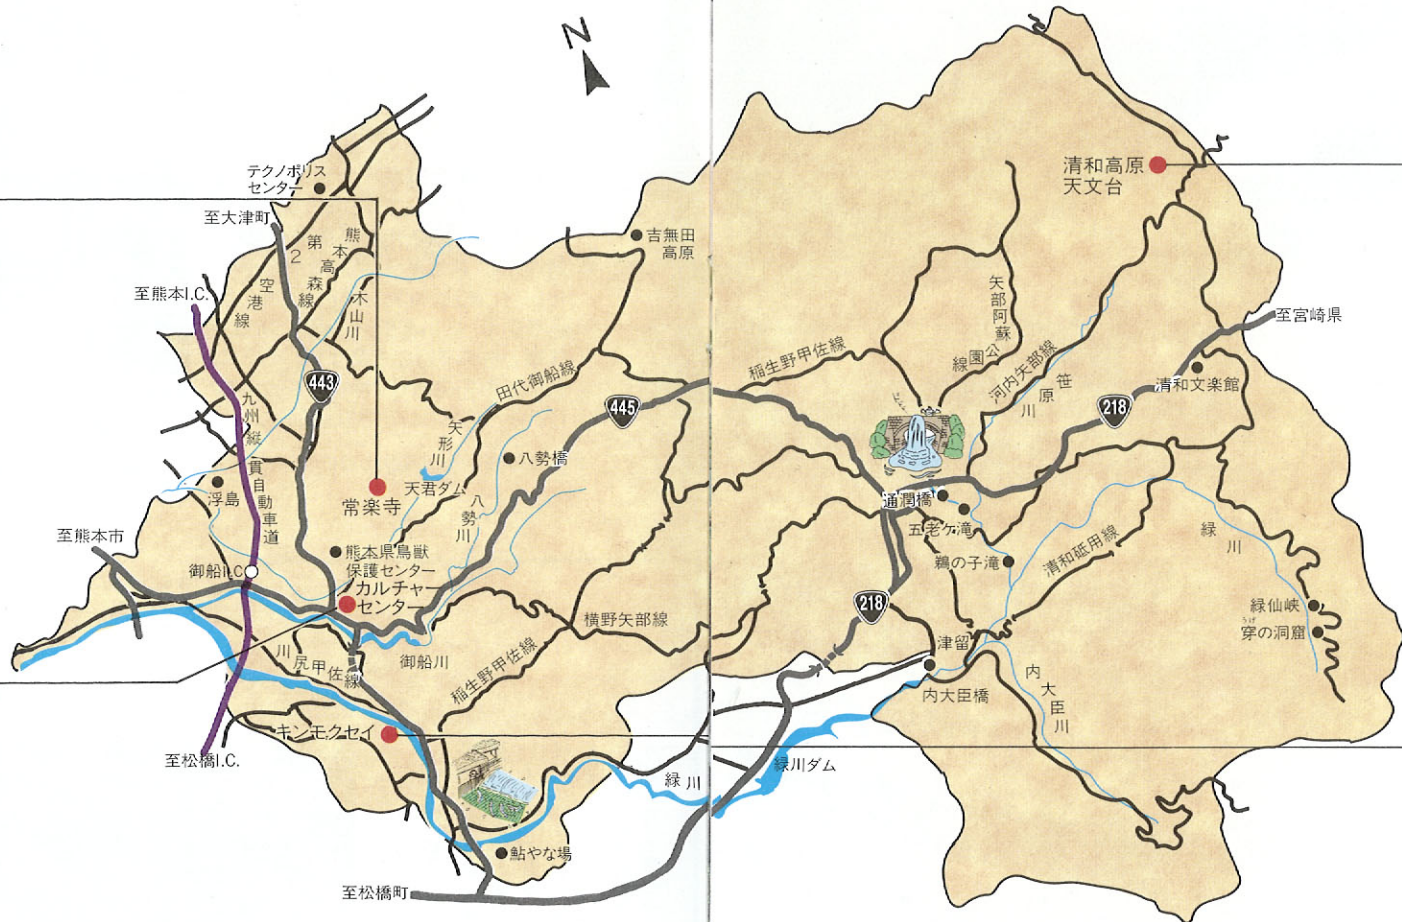 N
テクノポリス
センター
至大津町
第2空港線
熊本高森線
木山川
至熊本I.C.
九州縦貫自動車道
443
浮島
常楽寺
天君ダム
矢形川
田代御船線
445
八勢橋
八勢川
吉無田
高原
至熊本市
御船I.C
熊本県鳥獣
保護センター
カルチャー
センター
川尻甲佐線
御船川
稲生野甲佐線
横野矢部線
キンモクセイ
至松橋I.C.
鮎やな場
至松橋町
緑川
緑川ダム
清和高原
天文台
矢部阿蘇公園線
稲生野甲佐線
河内矢部線
笹原川
至宮崎県
清和文楽館
218
通潤橋
五老ケ滝
鵜の子滝
清和砥用線
緑川
緑仙峡
うげ
穿の洞窟
218
津留
内大臣橋
内大臣川